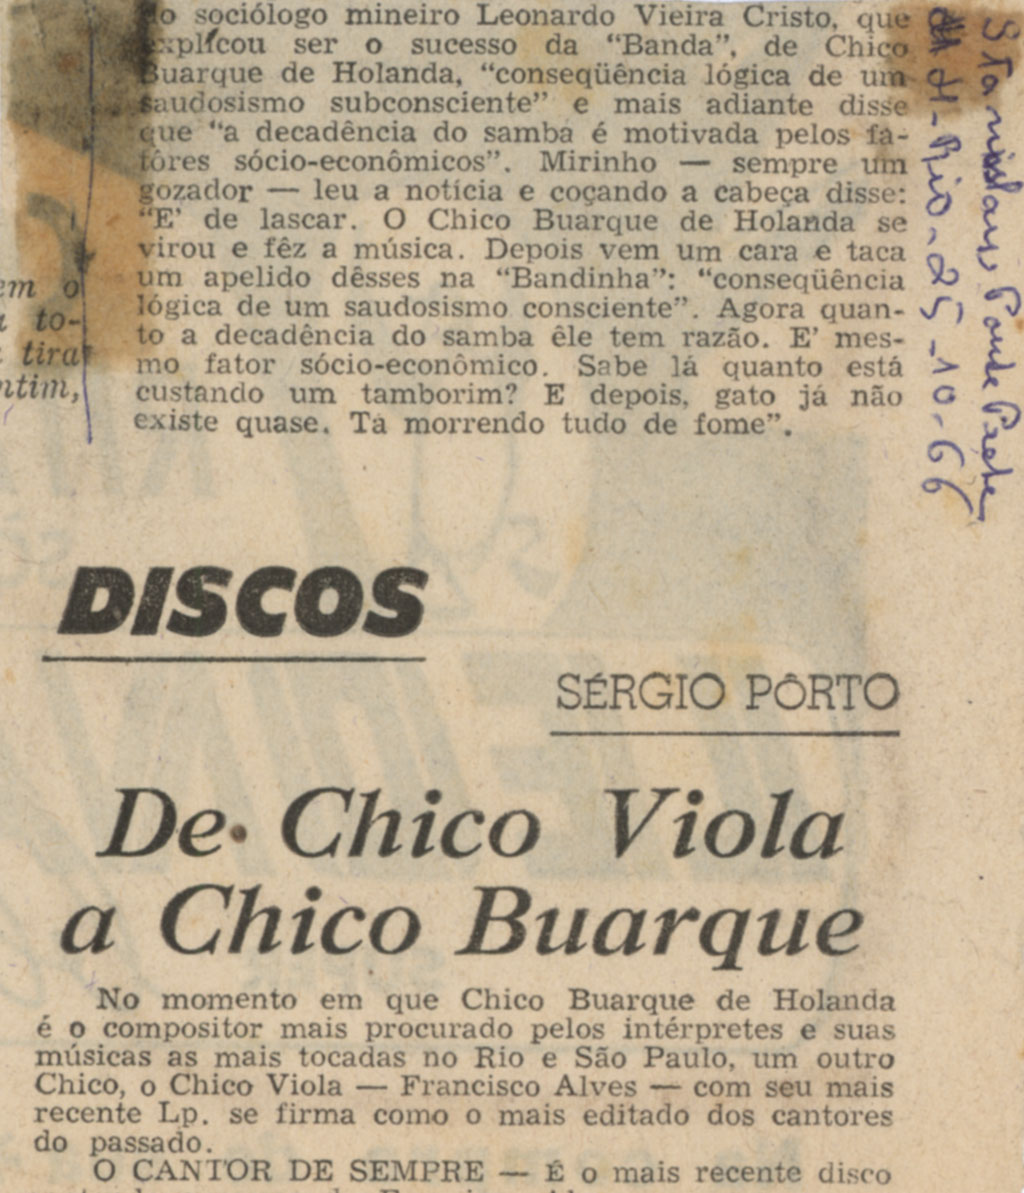 do sociólogo mineiro Leonardo Vieira Cristo, que
explicou ser o sucesso da “Banda”, de Chico
Buarque de Holanda, “conseqüência lógica de um
saudosismo subconsciente” e mais adiante disse
que “a decadência do samba é motivada pelos fa-
tôres sócio-econômicos”. Mirinho — sempre um
gozador — leu a notícia e coçando a cabeça disse:
“E' de lascar. O Chico Buarque de Holanda se
virou e fêz a música. Depois vem um cara e taca
um apelido dêsses na “Bandinha”: “conseqüência
lógica de um saudosismo consciente”. Agora quan-
to a decadência do samba êle tem razão. E' mes-
mo fator sócio-econômico. Sabe lá quanto está
custando um tamborim? E depois, gato já não
existe quase. Tá morrendo tudo de fome”.
em o
to-
tira
ntim,
Stanislaw Ponte Preta
UH-Rio-25-10-66
DISCOS
SÉRGIO PÔRTO
De Chico Viola
a Chico Buarque
No momento em que Chico Buarque de Holanda
é o compositor mais procurado pelos intérpretes e suas
músicas as mais tocadas no Rio e São Paulo, um outro
Chico, o Chico Viola — Francisco Alves — com seu mais
recente Lp. se firma como o mais editado dos cantores
do passado.
O CANTOR DE SEMPRE — É o mais recente disco